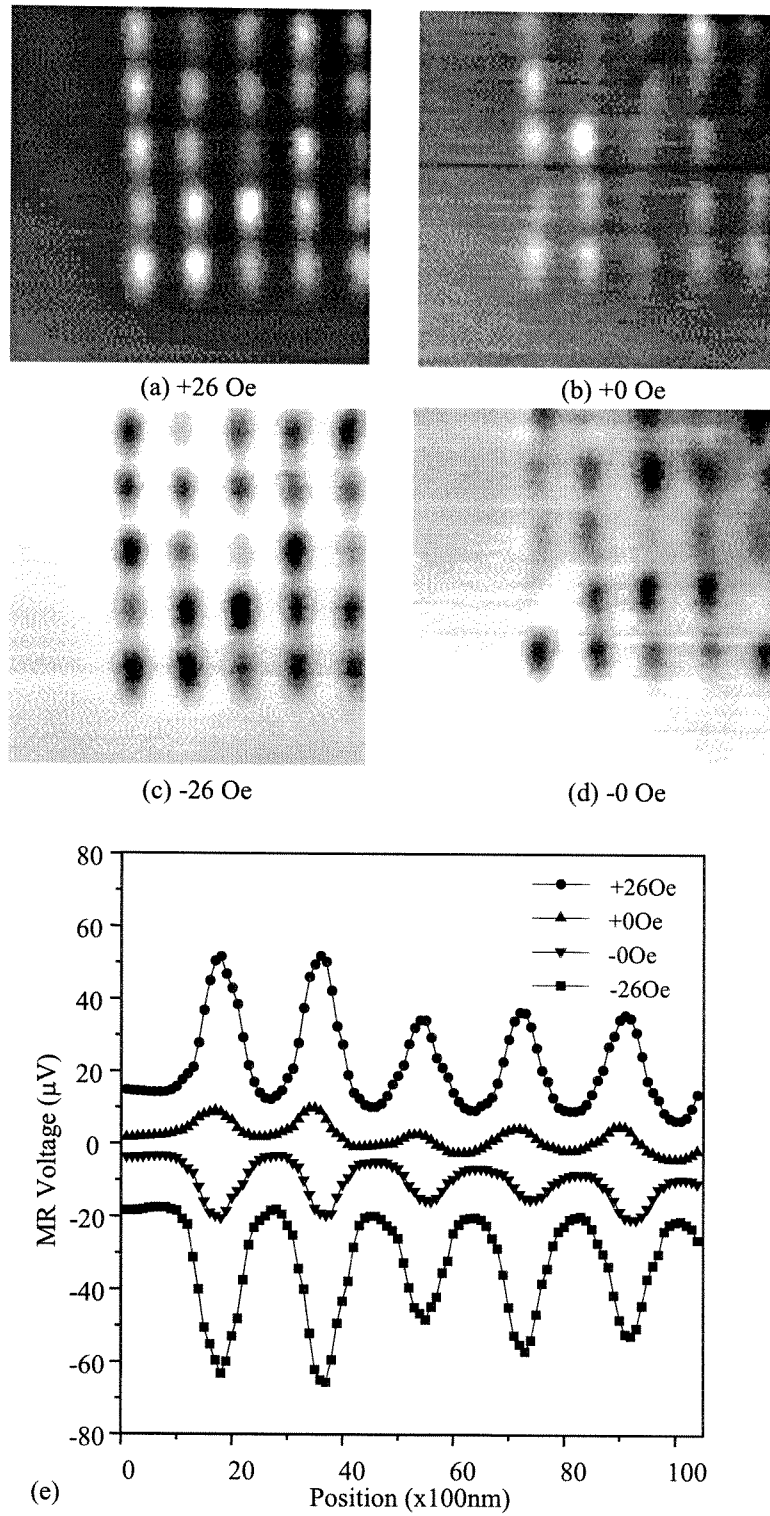 (a) +26 Oe
(b) +0 Oe
(c) -26 Oe
(d) -0 Oe
80
60
40
20
0
-20
-40
-60
-80
MR Voltage (μV)
+26Oe
+0Oe
-0Oe
-26Oe
0 20 40 60 80 100
Position (x100nm)
(e)